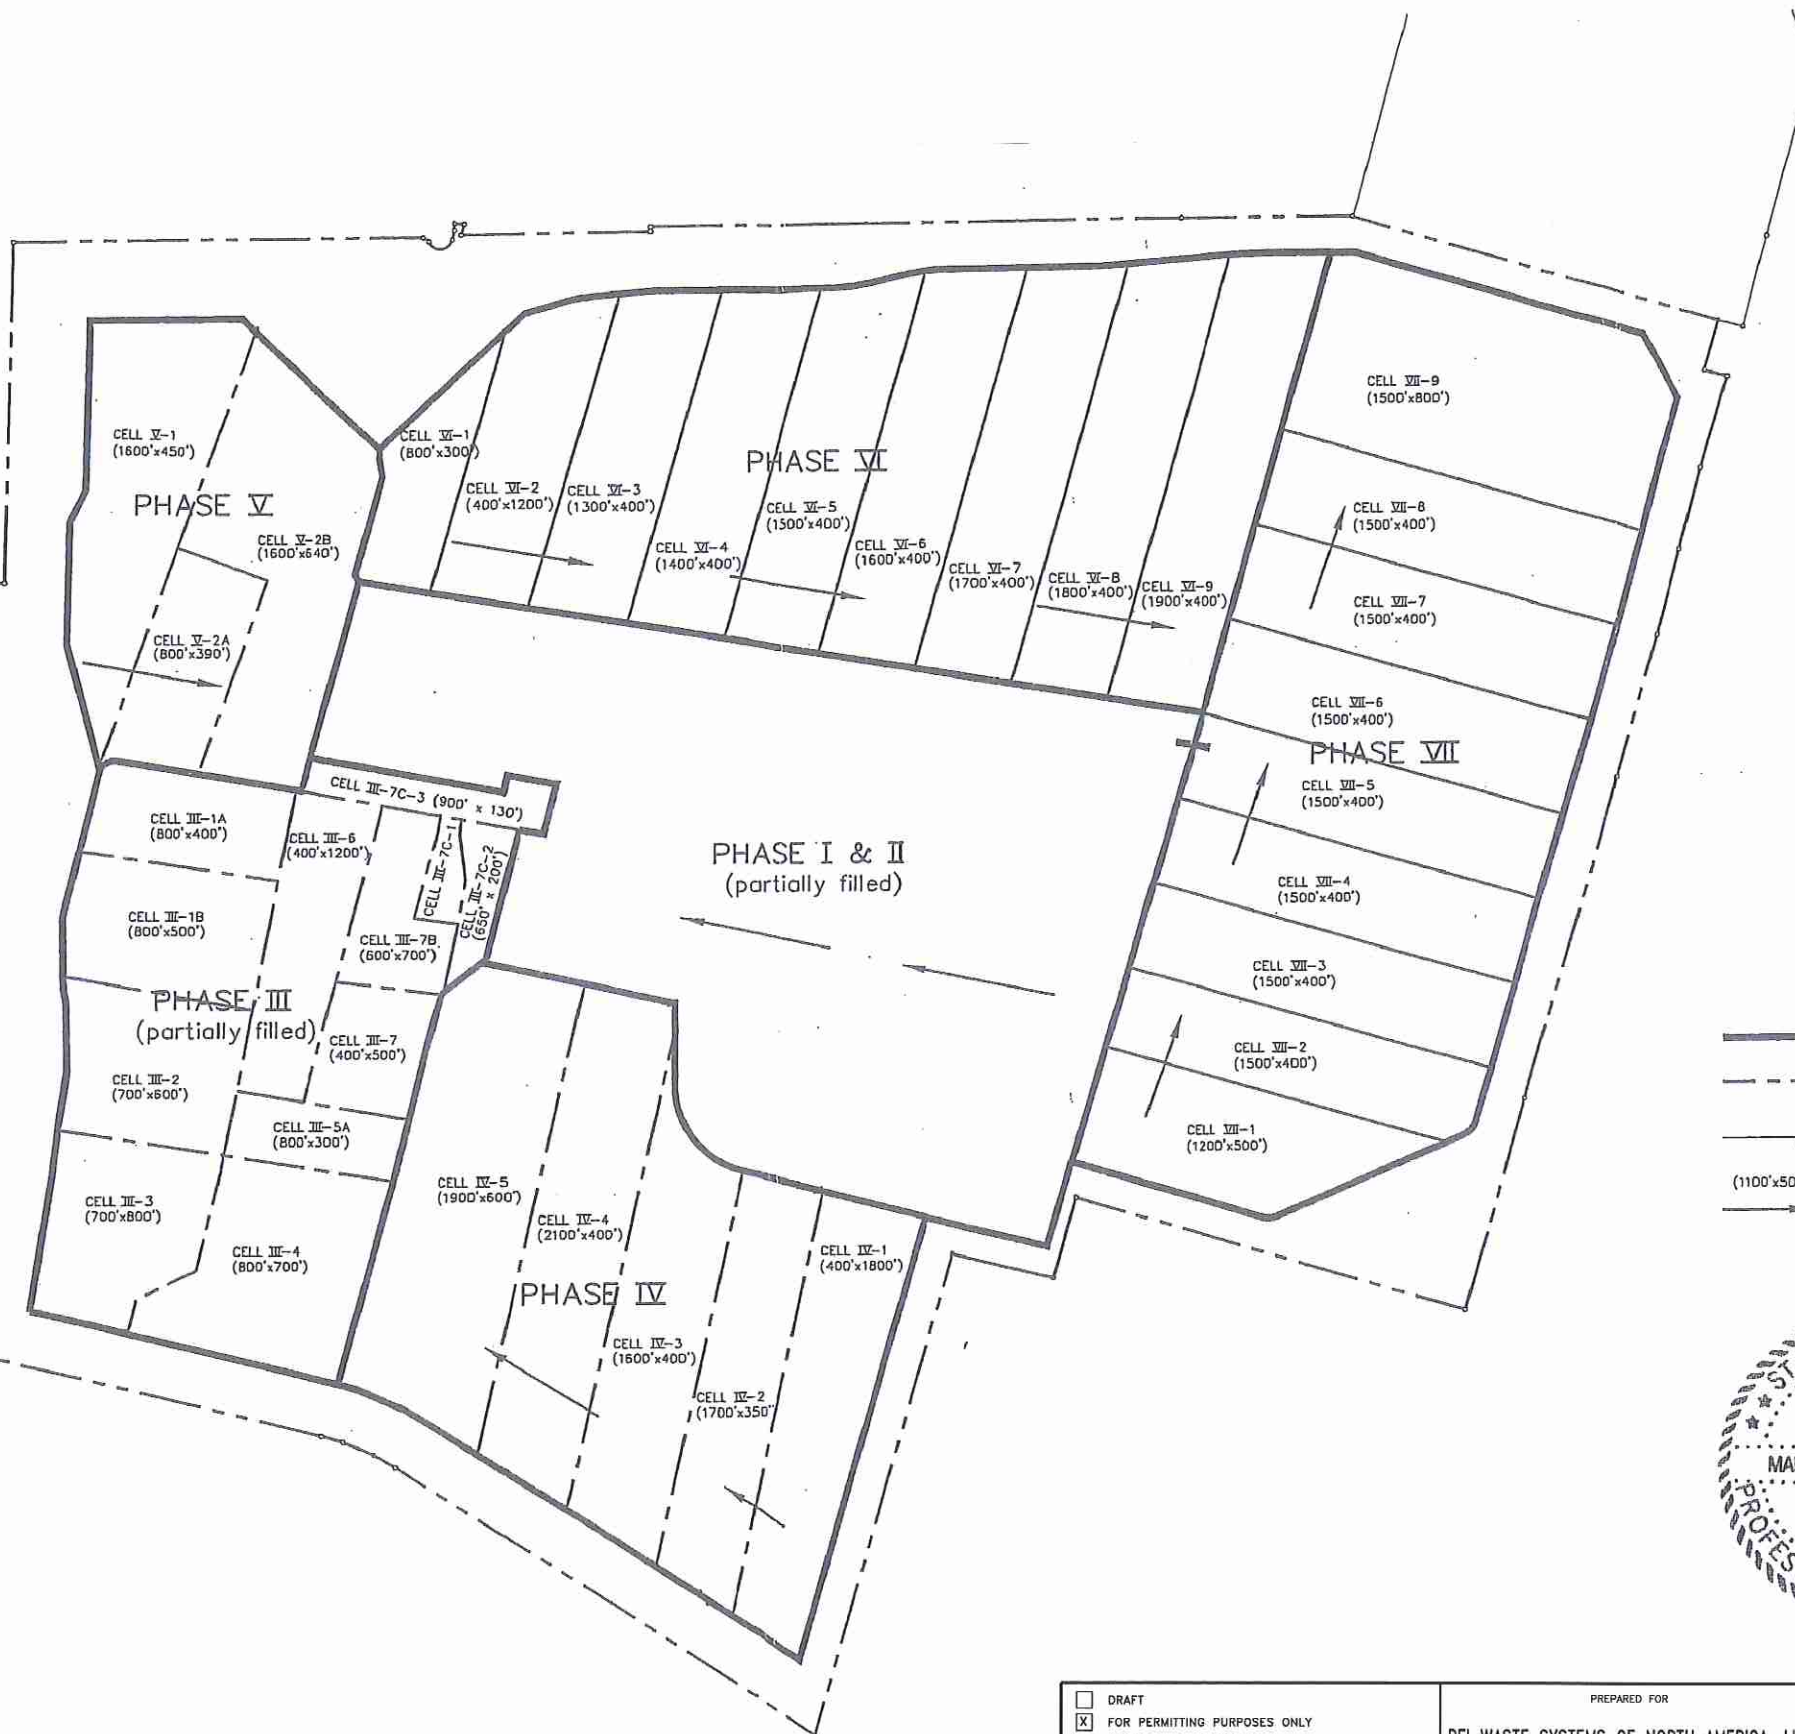 CELL VII-9
(1500'x800')
CELL V-1
(1600'x450')
CELL VI-1
(800'x300')
PHASE VI
PHASE V
CELL VI-2
(400'x1200')
CELL VI-3
(1300'x400')
CELL VI-5
(1500'x400')
CELL VII-8
(1500'x400')
CELL V-2B
(1600'x640')
CELL VI-4
(1400'x400')
CELL VI-6
(1600'x400')
CELL VI-7
(1700'x400')
CELL VI-8
(1800'x400')
CELL VI-9
(1900'x400')
CELL VII-7
(1500'x400')
CELL V-2A
(800'x390')
CELL VII-6
(1500'x400')
PHASE VII
CELL VII-5
(1500'x400')
CELL III-7C-3 (900' x 130')
CELL III-1A
(800'x400')
CELL III-6
(400'x1200')
CELL III-7C-1
CELL III-7C-2
(650' x 200')
PHASE I & II
(partially filled)
CELL VII-4
(1500'x400')
CELL III-1B
(800'x500')
CELL III-7B
(600'x700')
CELL VII-3
(1500'x400')
PHASE III
(partially filled)
CELL III-7
(400'x500')
CELL VII-2
(1500'x400')
CELL III-2
(700'x600')
CELL III-5A
(800'x300')
CELL VII-1
(1200'x500')
CELL IV-5
(1900'x600')
(1100'x50
CELL III-3
(700'x800')
CELL IV-4
(2100'x400')
CELL III-4
(800'x700')
CELL IV-1
(400'x1800')
PHASE IV
CELL IV-3
(1600'x400')
CELL IV-2
(1700'x350'
ST
MA
PROFES
DRAFT
X FOR PERMITTING PURPOSES ONLY
PREPARED FOR